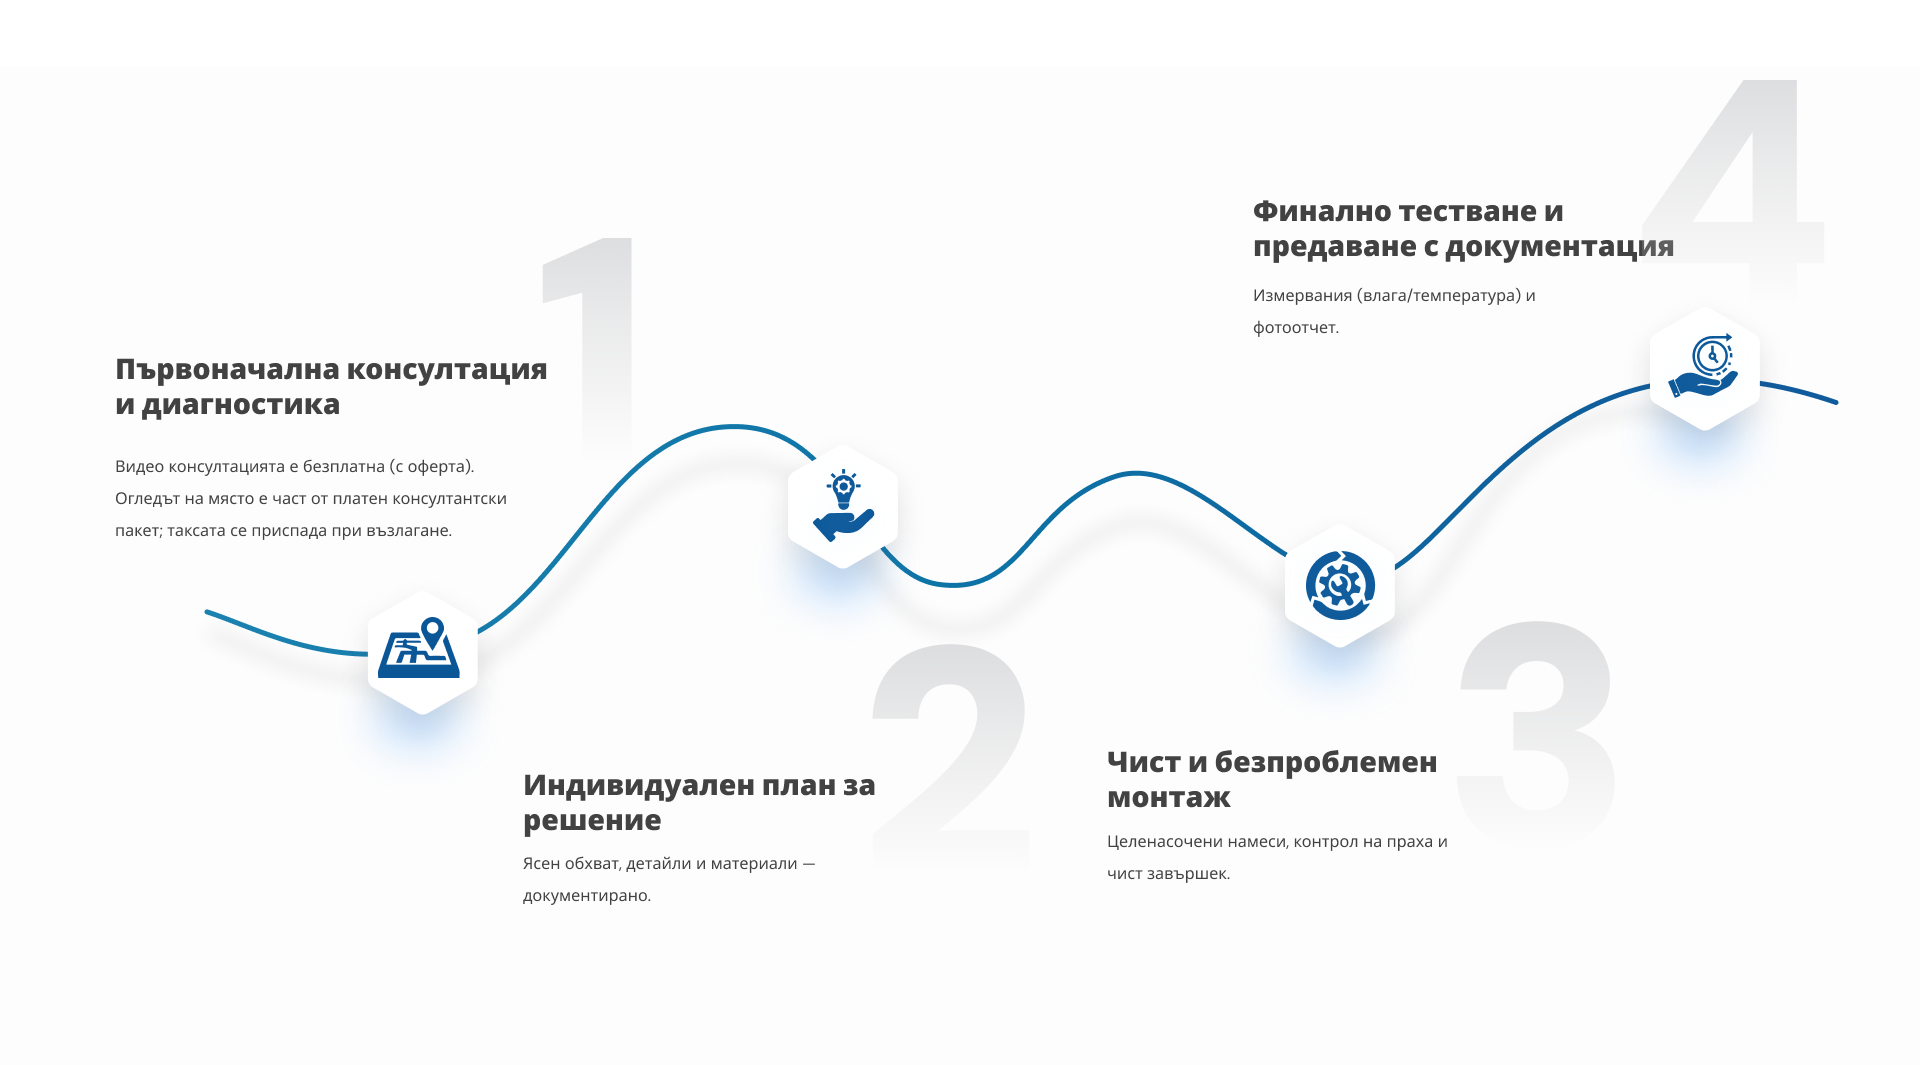 1
Първоначална консултация
и диагностика
Видео консултацията е безплатна (с оферта).
Огледът на място е част от платен консултантски
пакет; таксата се приспада при възлагане.
2
Индивидуален план за
решение
Ясен обхват, детайли и материали —
документирано.
3
Чист и безпроблемен
монтаж
Целенасочени намеси, контрол на праха и
чист завършек.
4
Финално тестване и
предаване с документация
Измервания (влага/температура) и
фотоотчет.